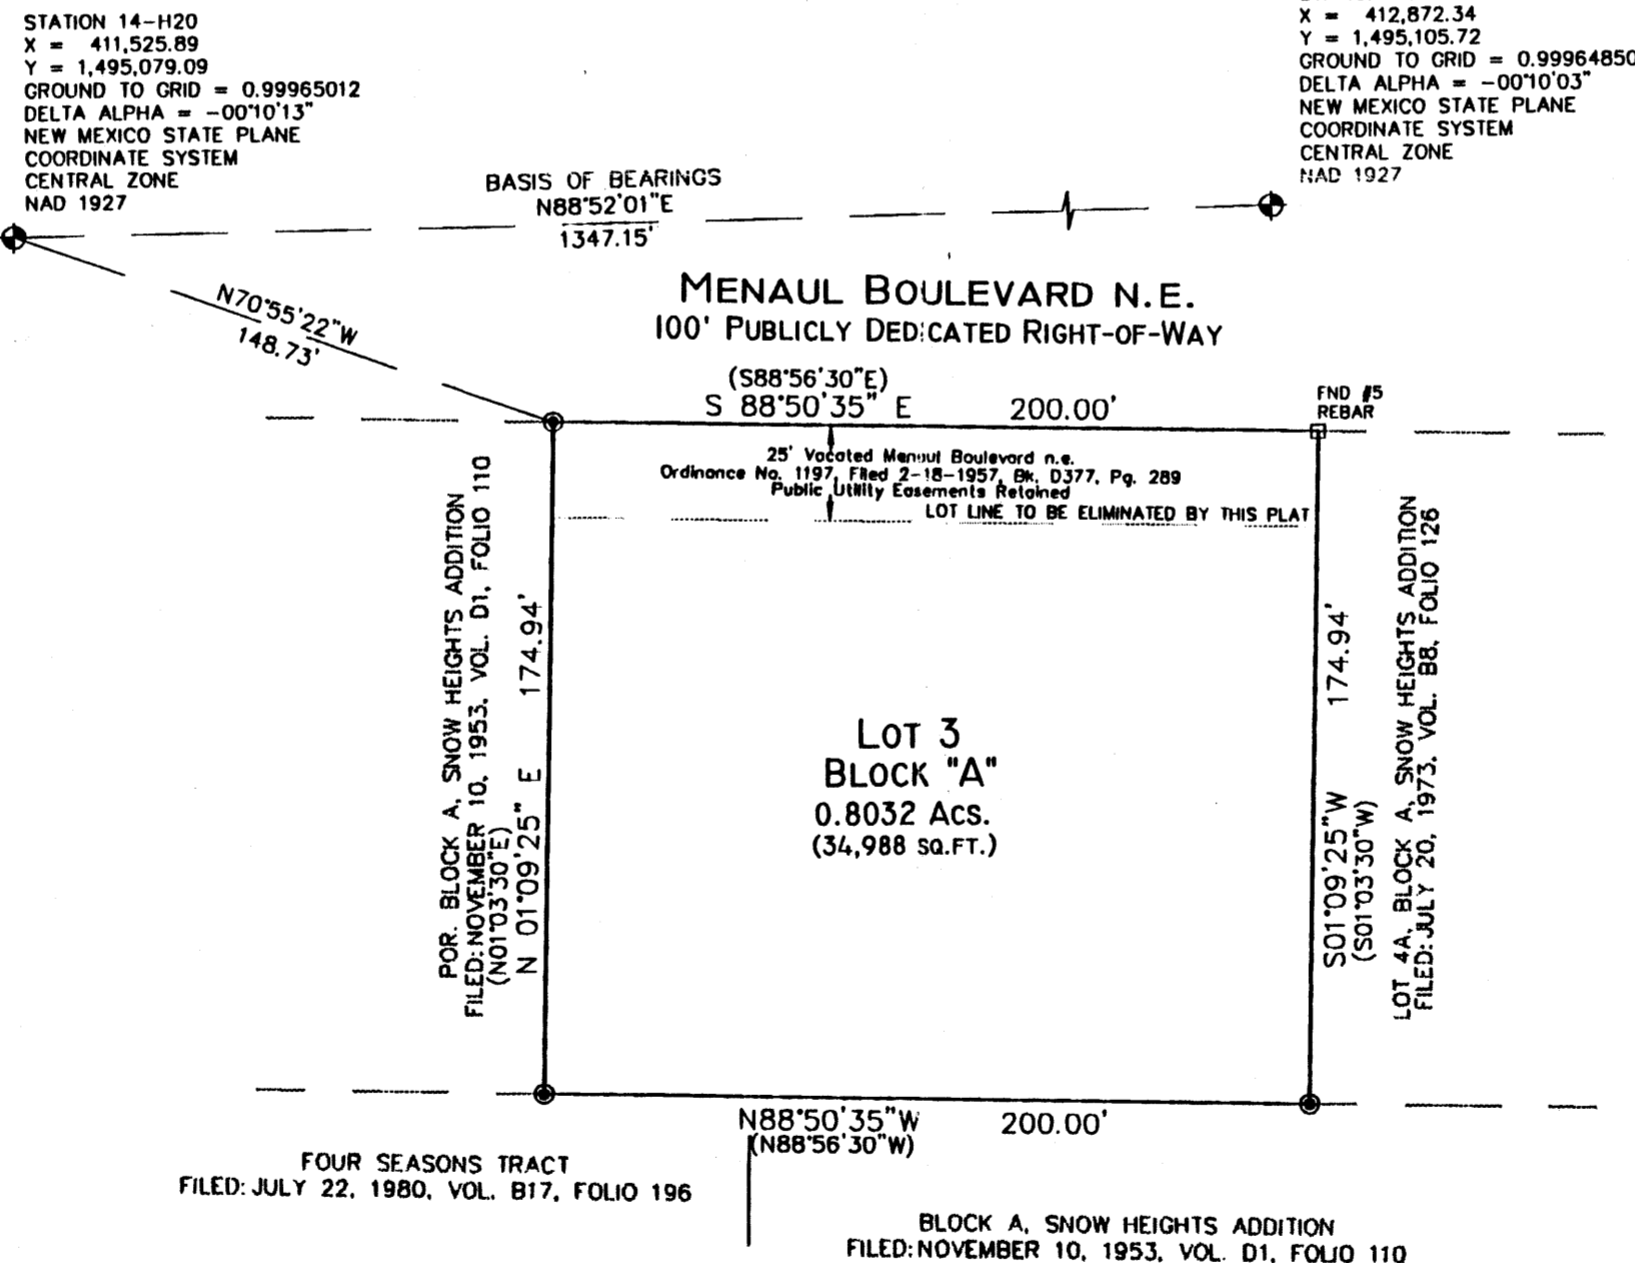 STATION 14-H20
X = 411,525.89
Y = 1,495,079.09
GROUND TO GRID = 0.99965012
DELTA ALPHA = -00°10'13"
NEW MEXICO STATE PLANE
COORDINATE SYSTEM
CENTRAL ZONE
NAD 1927
X = 412,872.34
Y = 1,495,105.72
GROUND TO GRID = 0.99964850
DELTA ALPHA = -00°10'03"
NEW MEXICO STATE PLANE
COORDINATE SYSTEM
CENTRAL ZONE
NAD 1927
BASIS OF BEARINGS
N88°52'01"E
1347.15'
N70°55'22"W
148.73'
MENAUL BOULEVARD N.E.
100' PUBLICLY DEDICATED RIGHT-OF-WAY
(S88°56'30"E)
S 88°50'35" E 200.00'
FND #5
REBAR
25' Vacated Menaul Boulevard n.e.
Ordinance No. 1197, Filed 2-18-1957, Bk. D377, Pg. 289
Public Utility Easements Retained
LOT LINE TO BE ELIMINATED BY THIS PLAT
POR. BLOCK A, SNOW HEIGHTS ADDITION
FILED: NOVEMBER 10, 1953, VOL. D1, FOLIO 110
(N01°03'30"E)
N 01°09'25" E 174.94'
LOT 3
BLOCK "A"
0.8032 ACS.
(34,988 SQ.FT.)
S01°09'25"W 174.94'
(S01°03'30"W)
LOT 4A, BLOCK A, SNOW HEIGHTS ADDITION
FILED: JULY 20, 1973, VOL. B8, FOLIO 126
N88°50'35"W 200.00'
(N88°56'30"W)
FOUR SEASONS TRACT
FILED: JULY 22, 1980, VOL. B17, FOLIO 196
BLOCK A, SNOW HEIGHTS ADDITION
FILED: NOVEMBER 10, 1953, VOL. D1, FOLIO 110